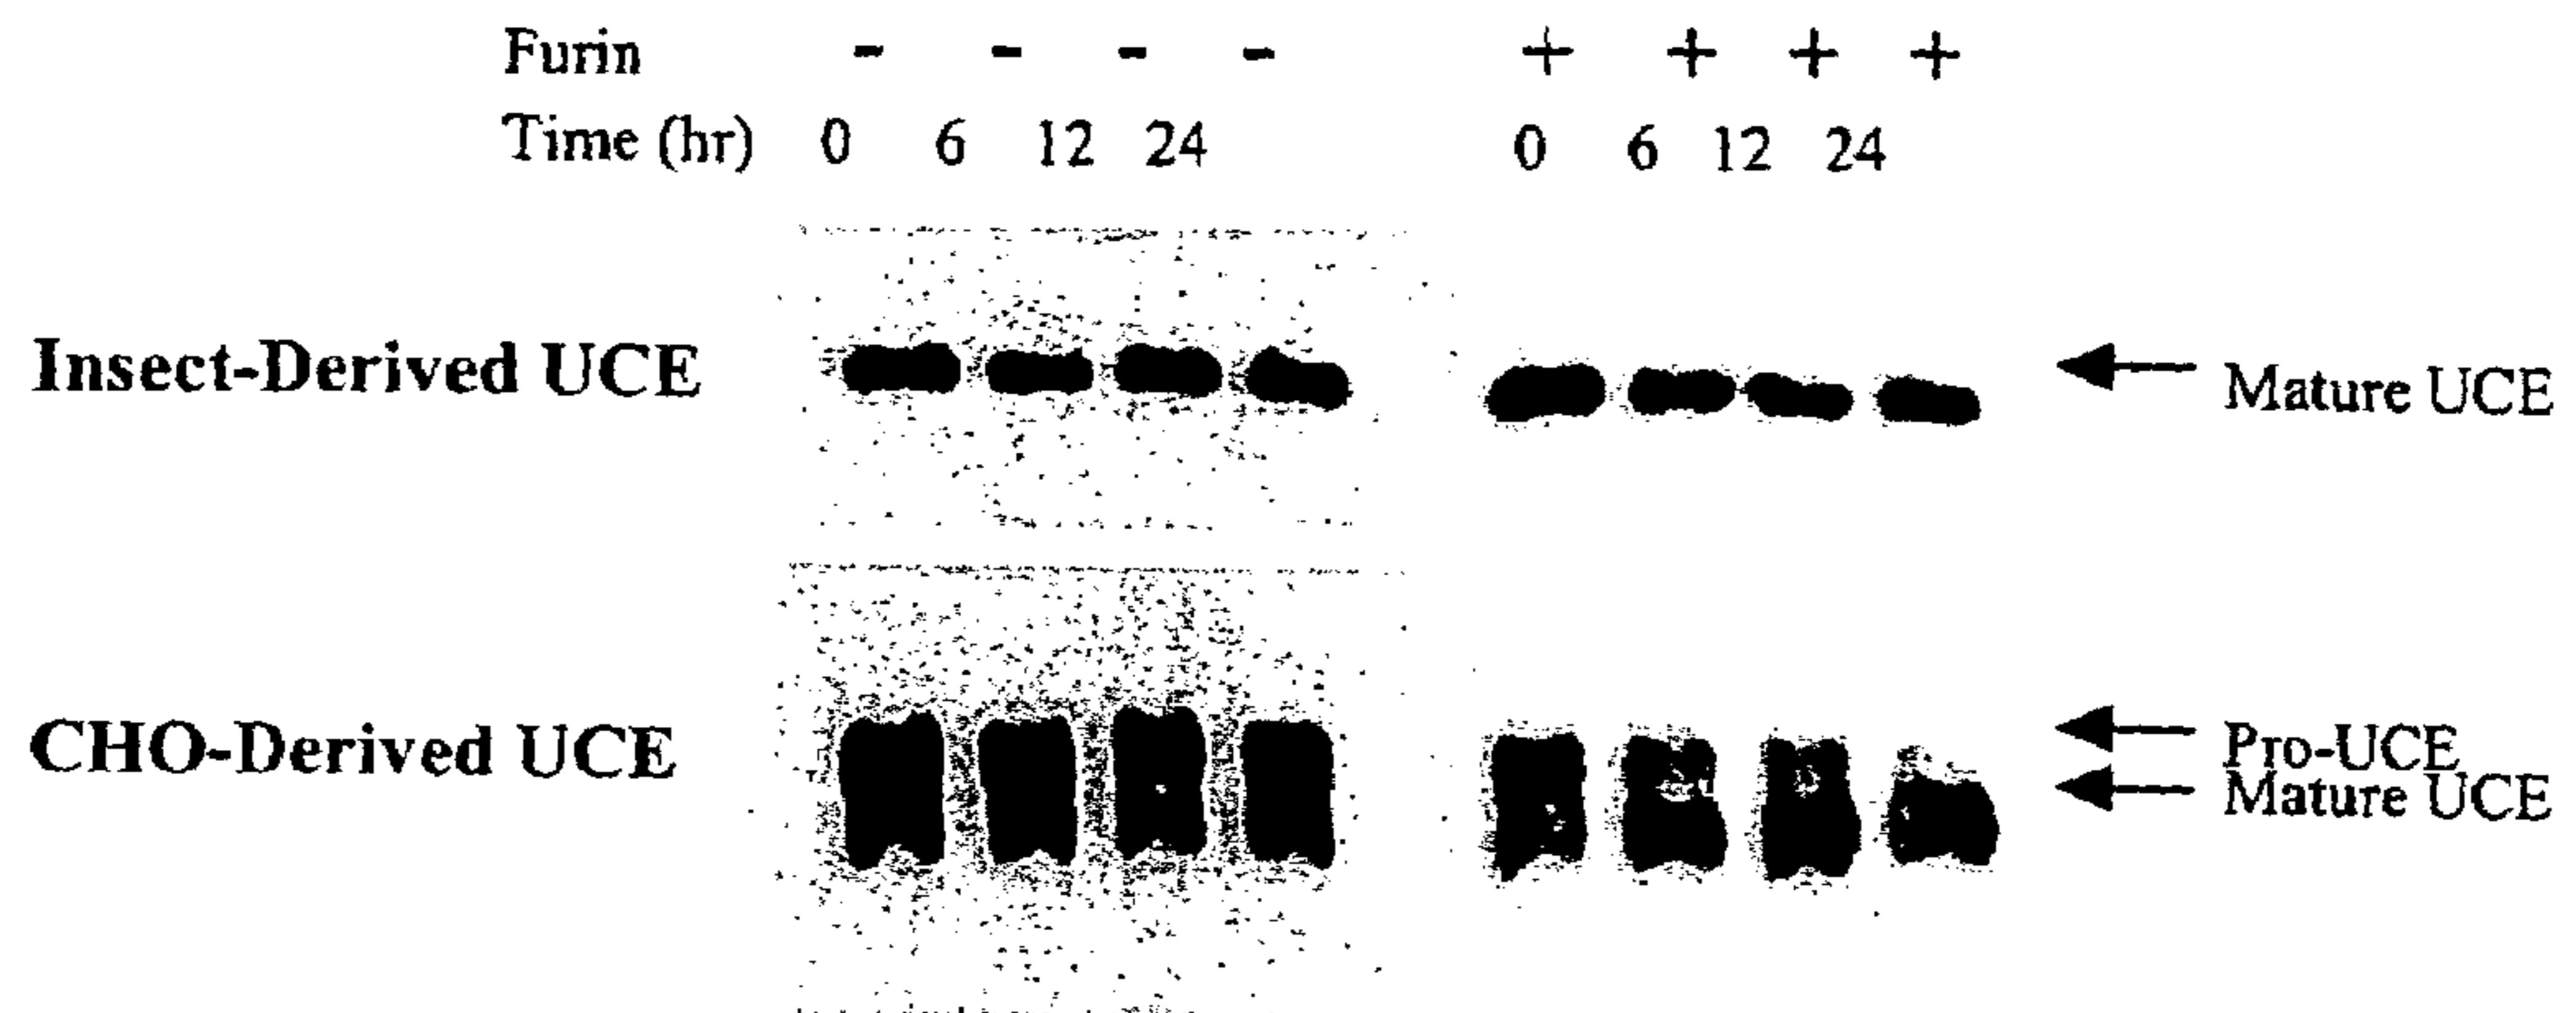 Furin - - - - + + + +
Time (hr) 0 6 12 24 0 6 12 24
Insect-Derived UCE
Mature UCE
CHO-Derived UCE
Pro-UCE
Mature UCE